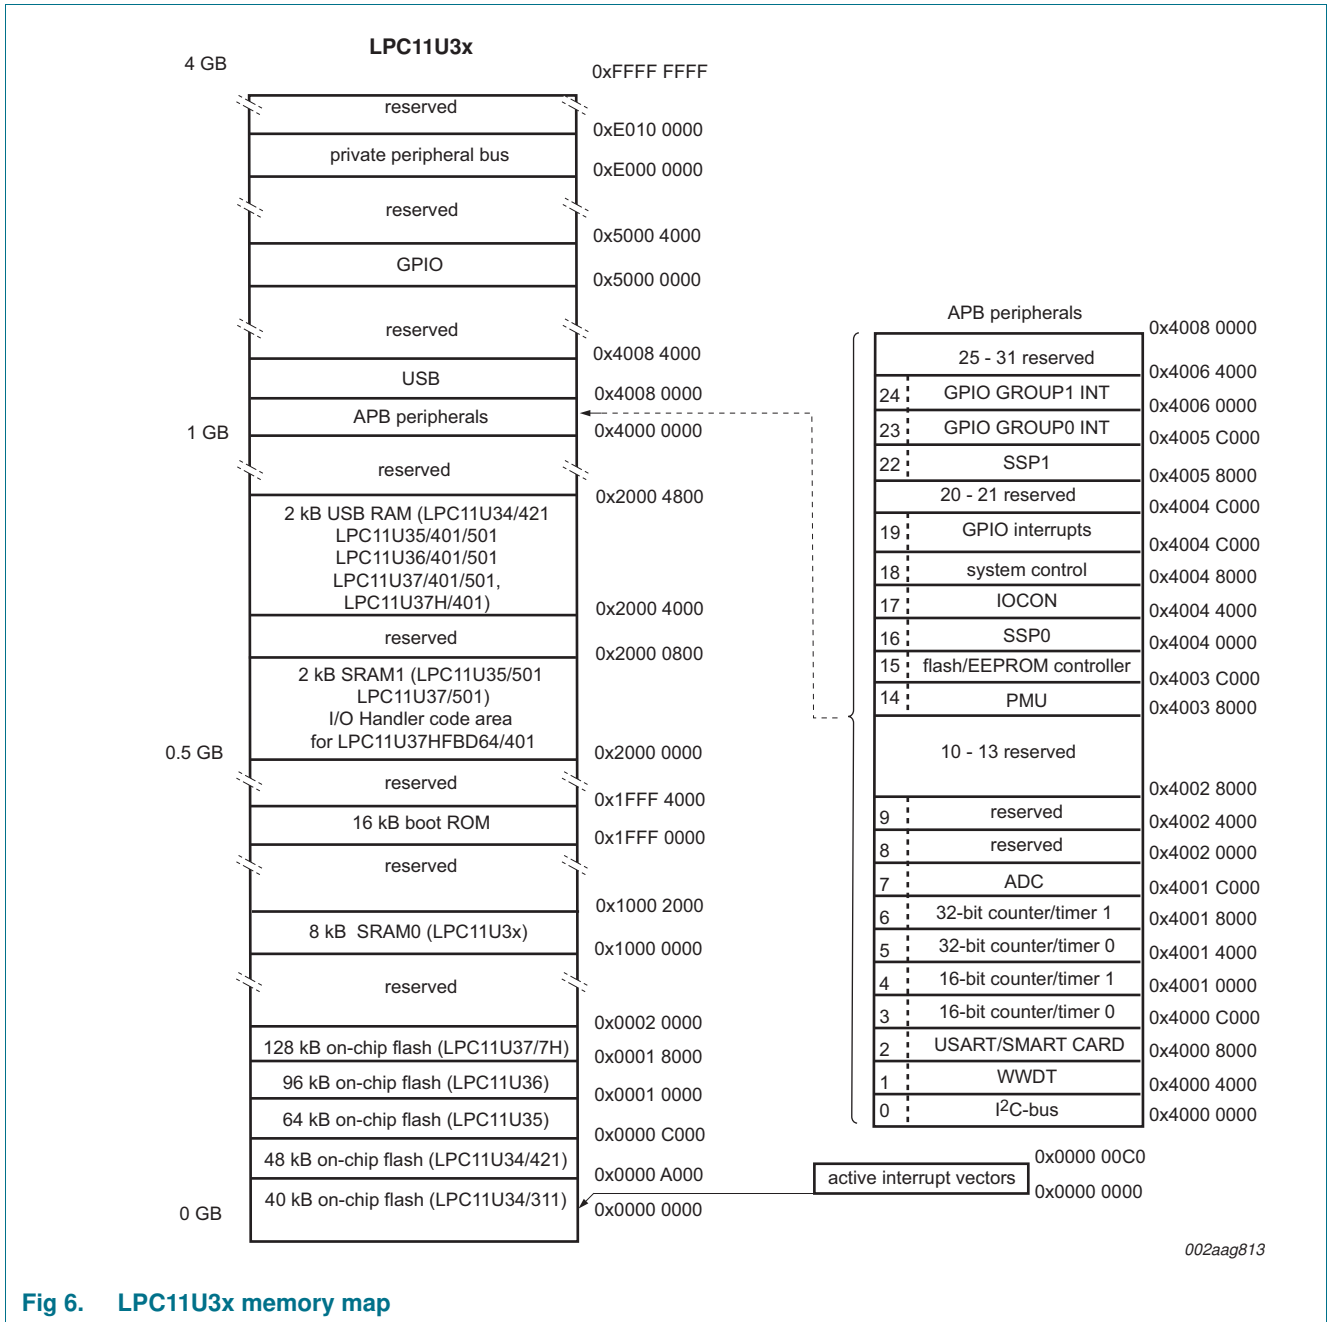 LPC11U3x
4 GB
0xFFFF FFFF
reserved
0xE010 0000
private peripheral bus
0xE000 0000
reserved
0x5000 4000
GPIO
0x5000 0000
reserved
0x4008 4000
USB
0x4008 0000
APB peripherals
1 GB
0x4000 0000
reserved
0x2000 4800
2 kB USB RAM (LPC11U34/421
LPC11U35/401/501
LPC11U36/401/501
LPC11U37/401/501,
LPC11U37H/401)
0x2000 4000
reserved
0x2000 0800
2 kB SRAM1 (LPC11U35/501
LPC11U37/501)
I/O Handler code area
for LPC11U37HFBD64/401
0.5 GB
0x2000 0000
reserved
0x1FFF 4000
16 kB boot ROM
0x1FFF 0000
reserved
0x1000 2000
8 kB SRAM0 (LPC11U3x)
0x1000 0000
reserved
0x0002 0000
128 kB on-chip flash (LPC11U37/7H)
0x0001 8000
96 kB on-chip flash (LPC11U36)
0x0001 0000
64 kB on-chip flash (LPC11U35)
0x0000 C000
48 kB on-chip flash (LPC11U34/421)
0x0000 A000
40 kB on-chip flash (LPC11U34/311)
0 GB
0x0000 0000
APB peripherals
0x4008 0000
25 - 31 reserved
0x4006 4000
24 GPIO GROUP1 INT
0x4006 0000
23 GPIO GROUP0 INT
0x4005 C000
22 SSP1
0x4005 8000
20 - 21 reserved
0x4004 C000
19 GPIO interrupts
0x4004 C000
18 system control
0x4004 8000
17 IOCON
0x4004 4000
16 SSP0
0x4004 0000
15 flash/EEPROM controller
0x4003 C000
14 PMU
0x4003 8000
10 - 13 reserved
0x4002 8000
9 reserved
0x4002 4000
8 reserved
0x4002 0000
7 ADC
0x4001 C000
6 32-bit counter/timer 1
0x4001 8000
5 32-bit counter/timer 0
0x4001 4000
4 16-bit counter/timer 1
0x4001 0000
3 16-bit counter/timer 0
0x4000 C000
2 USART/SMART CARD
0x4000 8000
1 WWDT
0x4000 4000
0 I2C-bus
0x4000 0000
0x0000 00C0
active interrupt vectors
0x0000 0000
002aag813
Fig 6. LPC11U3x memory map